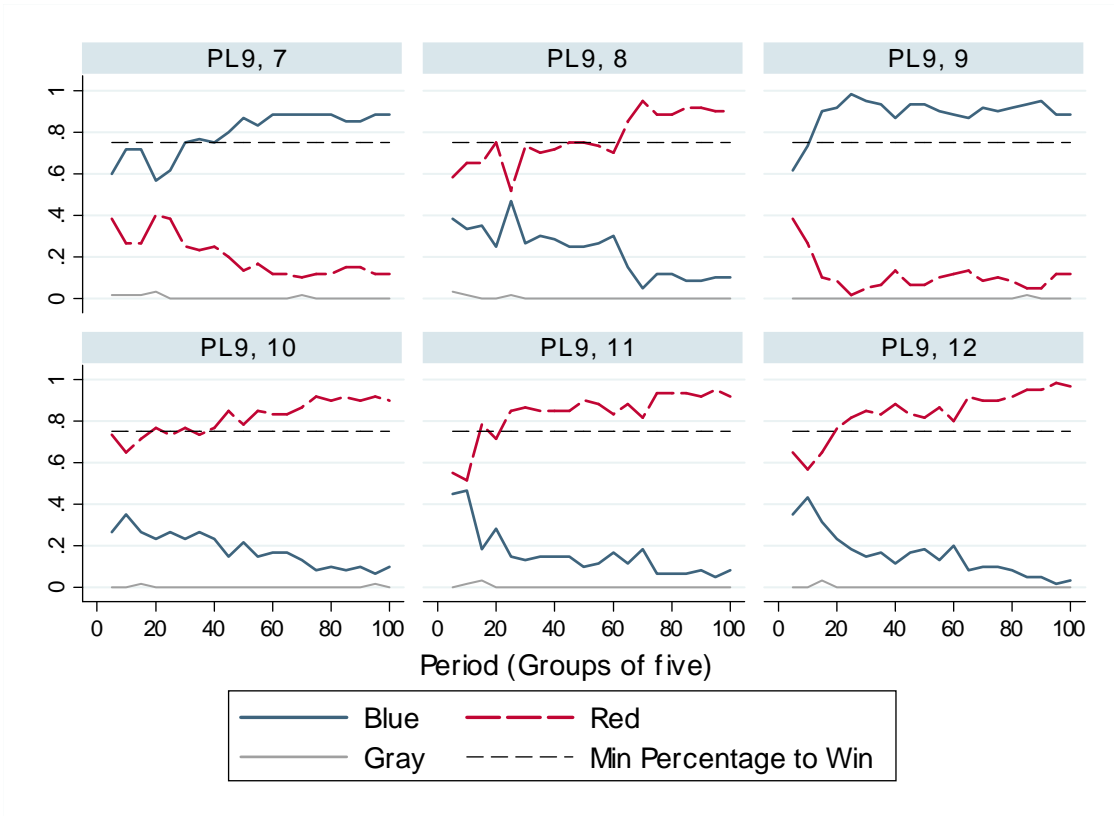 PL9, 7 PL9, 8 PL9, 9
1
.8
.6
.4
.2
0
PL9, 10 PL9, 11 PL9, 12
1
.8
.6
.4
.2
0
0 20 40 60 80 100 0 20 40 60 80 100 0 20 40 60 80 100
Period (Groups of five)
Blue Red
Gray Min Percentage to Win